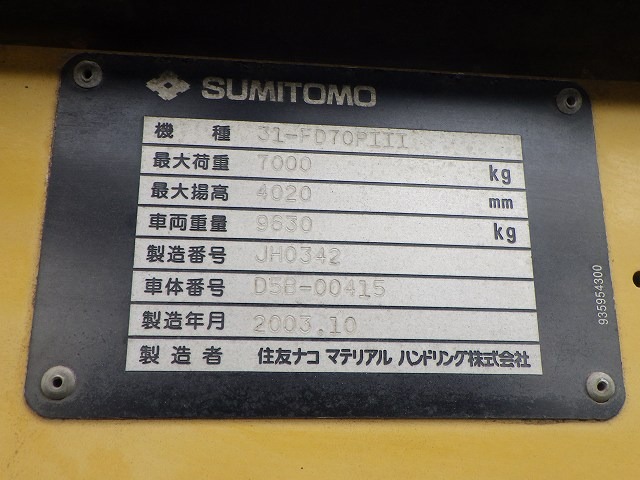 SUMITOMO
機種 31-FD70PIII
最大荷重 7000 kg
最大揚高 4020 mm
車両重量 9630 kg
製造番号 JH0342
車体番号 D5B-00415
製造年月 2003.10
製造者 住友ナコ マテリアル ハンドリング株式会社
935954300